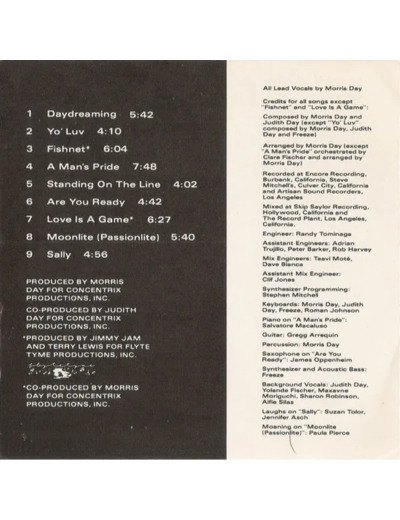 1 Daydreaming 5:42
2 Yo' Luv 4:10
3 Fishnet* 6:04
4 A Man's Pride 7:48
5 Standing On The Line 4:02
6 Are You Ready 4:42
7 Love Is A Game* 6:27
8 Moonlite (Passionlite) 5:40
9 Sally 4:56
PRODUCED BY MORRIS
DAY FOR CONCENTRIX
PRODUCTIONS, INC.
CO-PRODUCED BY JUDITH
DAY FOR CONCENTRIX
PRODUCTIONS, INC.
*PRODUCED BY JIMMY JAM
AND TERRY LEWIS FOR FLYTE
TYME PRODUCTIONS, INC.
*CO-PRODUCED BY MORRIS
DAY FOR CONCENTRIX
PRODUCTIONS, INC.
All Lead Vocals by Morris Day
Credits for all songs except
"Fishnet" and "Love Is A Game":
Composed by Morris Day and
Judith Day (except "Yo' Luv"
composed by Morris Day, Judith
Day and Freeze)
Arranged by Morris Day (except
"A Man's Pride" orchestrated by
Clare Fischer and arranged by
Morris Day)
Recorded at Encore Recording,
Burbank, California, Steve
Mitchell's, Culver City, California
and Artisan Sound Recorders,
Los Angeles
Mixed at Skip Saylor Recording,
Hollywood, California and
The Record Plant, Los Angeles,
California.
Engineer: Randy Tominage
Assistant Engineers: Adrian
Trujillo, Peter Barker, Rob Harvey
Mix Engineers: Taavi Moté,
Dave Bianca
Assistant Mix Engineer:
Clif Jones
Synthesizer Programming:
Stephen Mitchell
Keyboards: Morris Day, Judith
Day, Freeze, Roman Johnson
Piano on "A Man's Pride":
Salvatore Macaluso
Guitar: Gregg Arrequin
Percussion: Morris Day
Saxophone on "Are You
Ready": James Oppenheim
Synthesizer and Acoustic Bass:
Freeze
Background Vocals: Judith Day,
Yolande Fischer, Maxayne
Moriguchi, Sharon Robinson,
Alfie Silas
Laughs on "Sally": Suzan Tolor,
Jennifer Asch
Moaning on "Moonlite
(Passionlite)": Paula Pierce